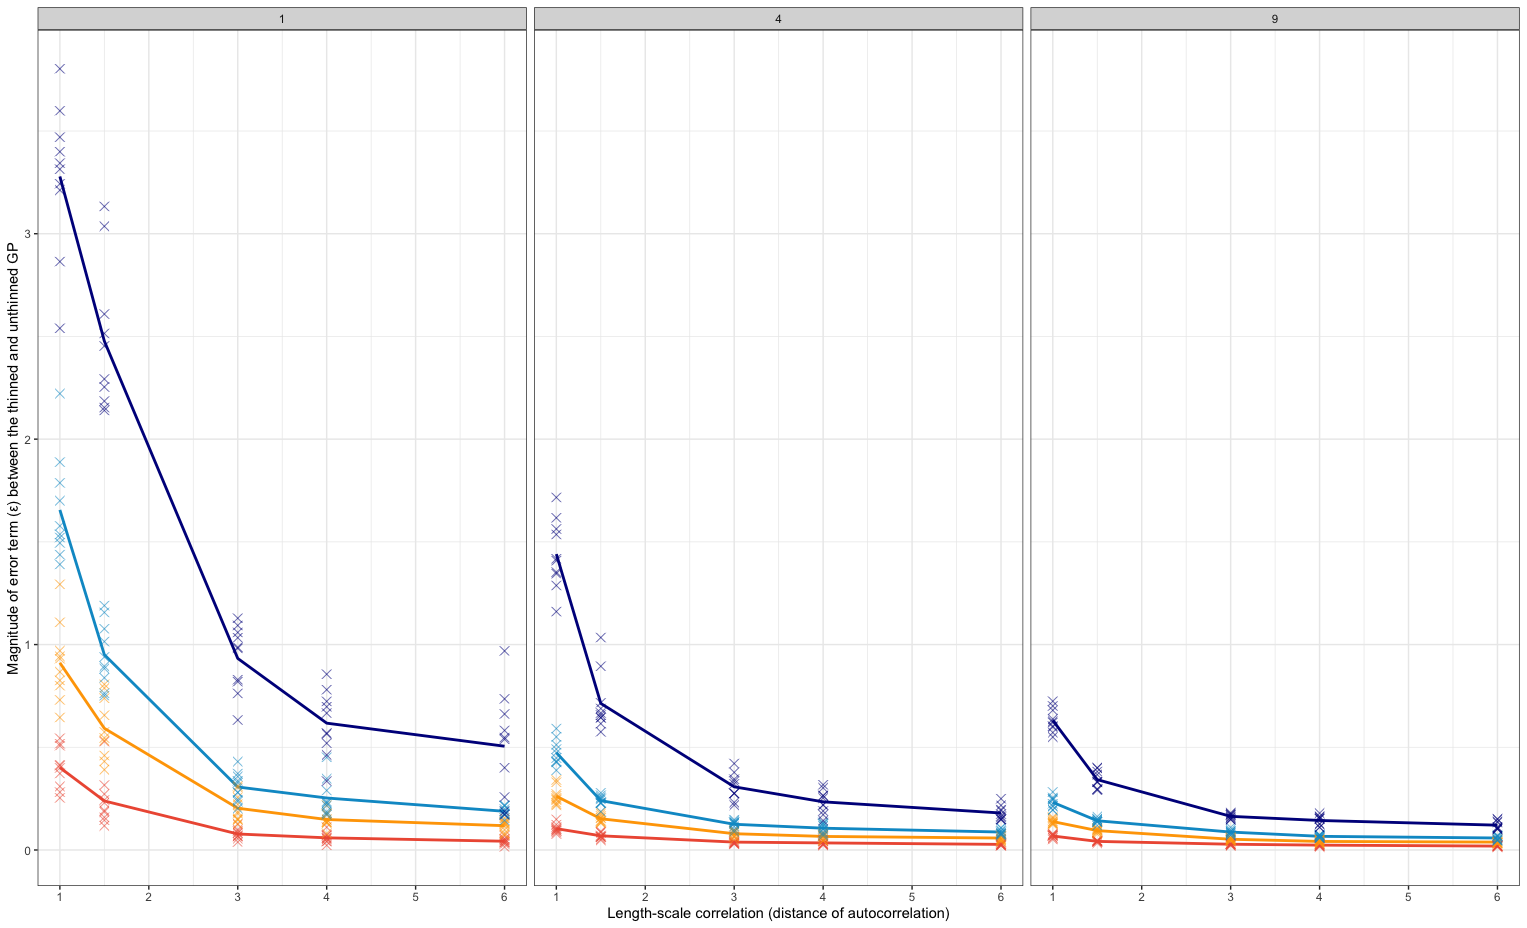 1 4 9
Magnitude of error term (ε) between the thinned and unthinned GP
3
2
1
0
1 2 3 4 5 6 1 2 3 4 5 6 1 2 3 4 5 6
Length-scale correlation (distance of autocorrelation)